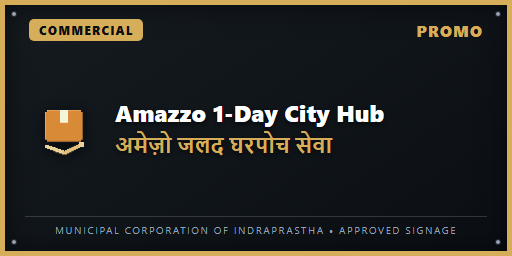 COMMERCIAL
PROMO
Amazzo 1-Day City Hub
अमेज़ो जलद घरपोच सेवा
MUNICIPAL CORPORATION OF INDRAPRASTHA • APPROVED SIGNAGE